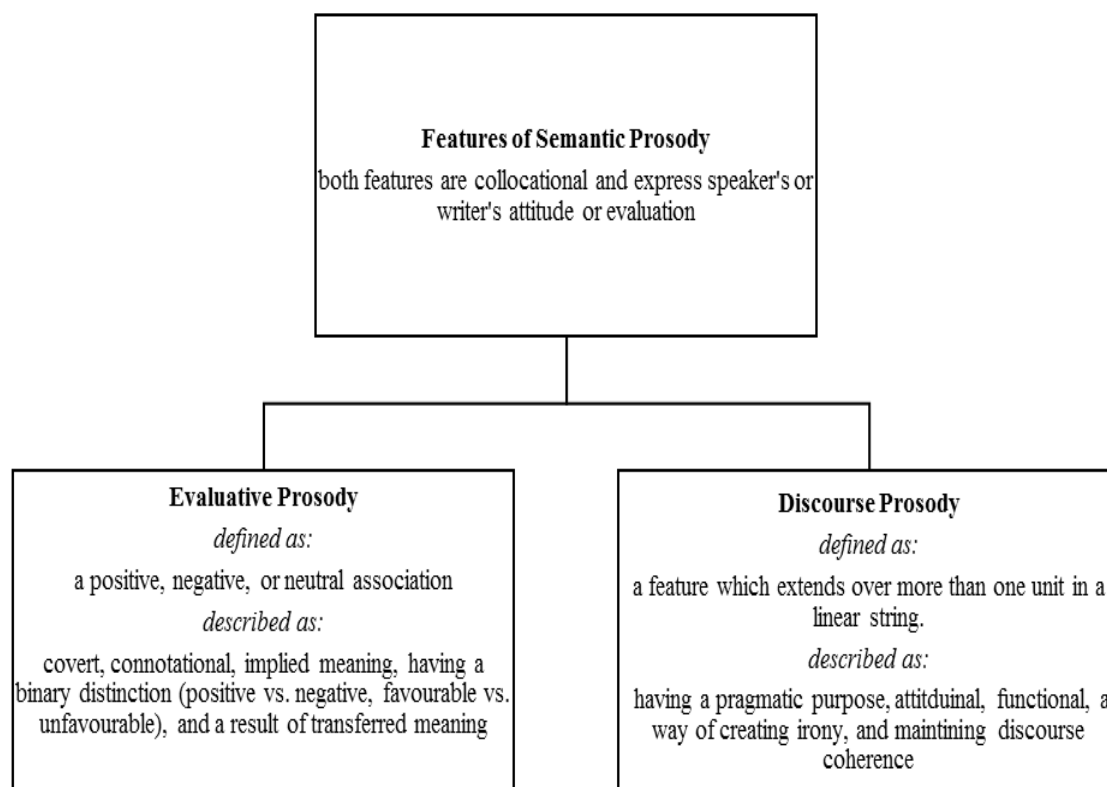 Features of Semantic Prosody
both features are collocational and express speaker's or
writer's attitude or evaluation
Evaluative Prosody
defined as:
a positive, negative, or neutral association
described as:
covert, connotational, implied meaning, having a
binary distinction (positive vs. negative, favourable vs.
unfavourable), and a result of transferred meaning
Discourse Prosody
defined as:
a feature which extends over more than one unit in a
linear string.
described as:
having a pragmatic purpose, attitduinal, functional, a
way of creating irony, and maintining discourse
coherence